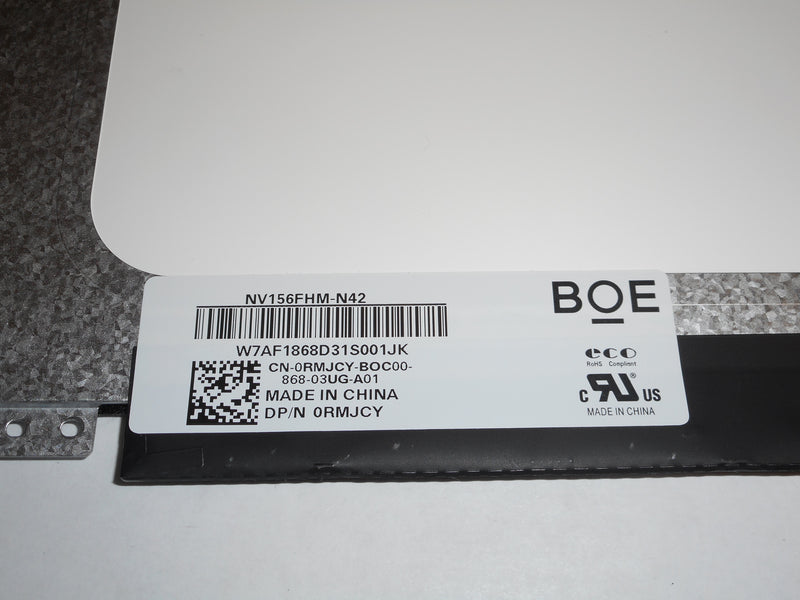 NV156FHM-N42
BOE
W7AF1868D31S001JK
CN-0RMJCY-BOC00-
868-03UG-A01
MADE IN CHINA
DP/N 0RMJCY
eco
RoHS Compliant
C RU® US
MADE IN CHINA